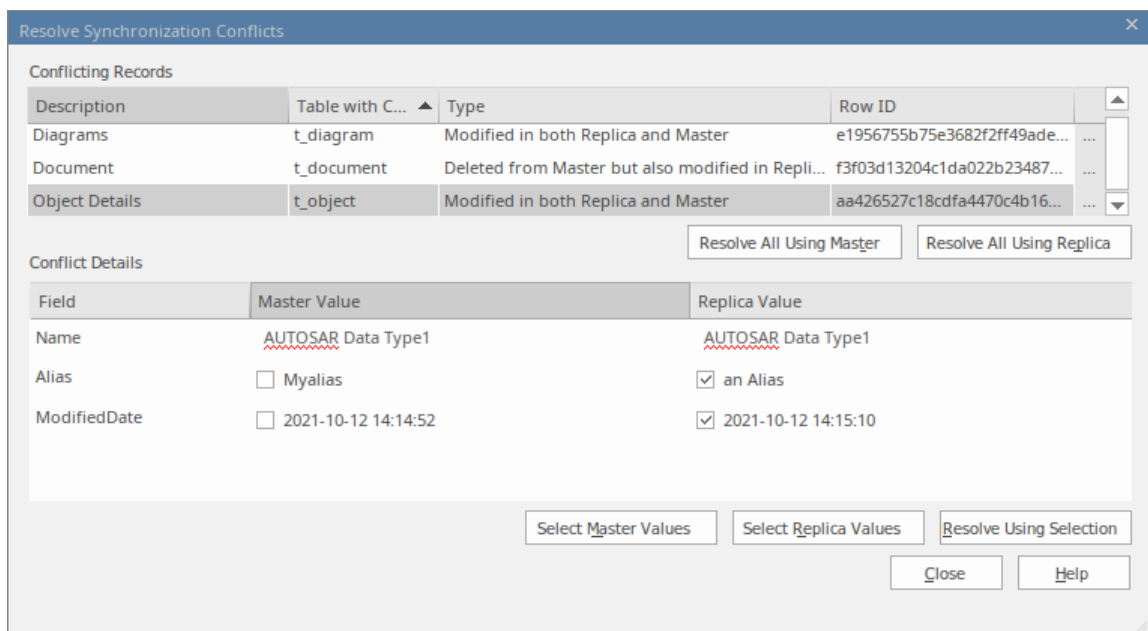 Resolve Synchronization Conflicts
Conflicting Records
Description Table with C... Type Row ID
Diagrams t_diagram Modified in both Replica and Master e1956755b75e3682f2ff49ade... ...
Document t_document Deleted from Master but also modified in Repli... f3f03d13204c1da022b23487... ...
Object Details t_object Modified in both Replica and Master aa426527c18cdfa4470c4b16... ...
Resolve All Using Master Resolve All Using Replica
Conflict Details
Field Master Value Replica Value
Name AUTOSAR Data Type1 AUTOSAR Data Type1
Alias Myalias an Alias
ModifiedDate 2021-10-12 14:14:52 2021-10-12 14:15:10
Select Master Values Select Replica Values Resolve Using Selection
Close Help